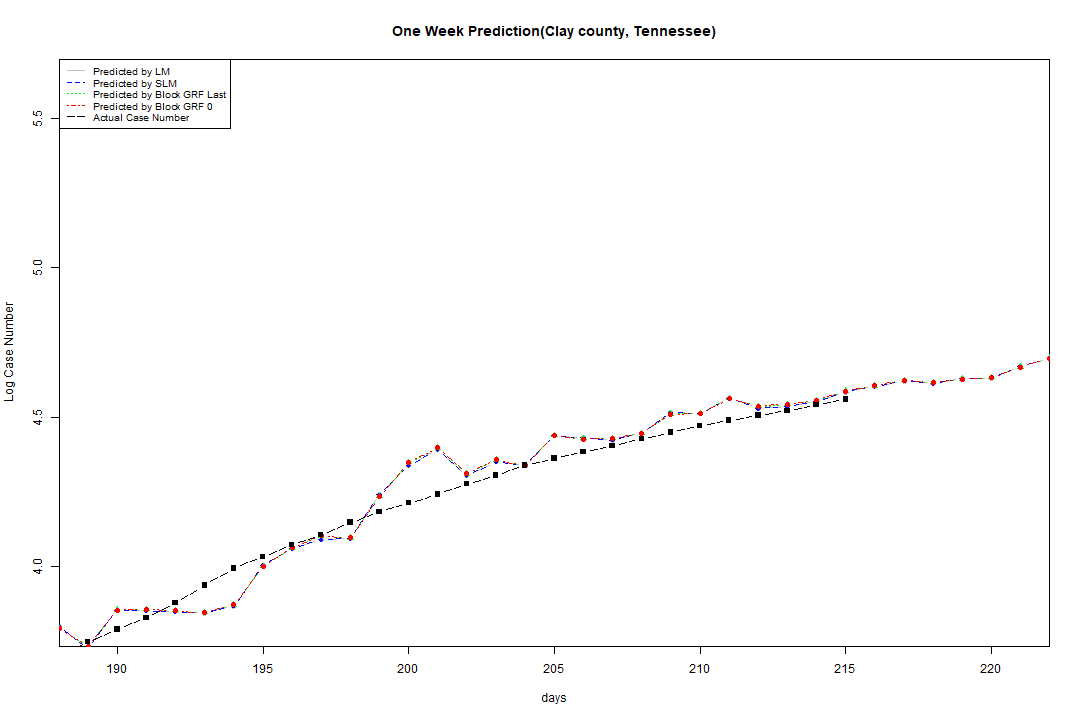 One Week Prediction(Clay county, Tennessee)
Predicted by LM
Predicted by SLM
Predicted by Block GRF Last
Predicted by Block GRF 0
Actual Case Number
5.5
5.0
4.5
4.0
Log Case Number
190 195 200 205 210 215 220
days